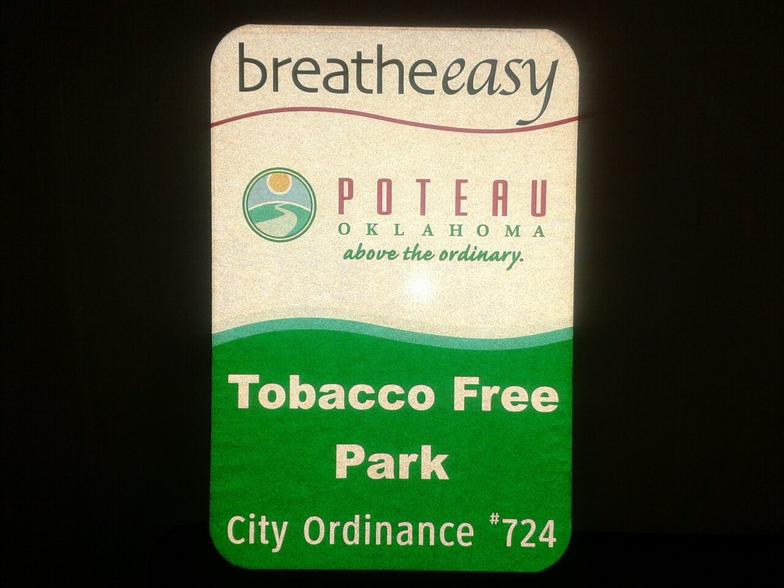 breatheeasy
POTEAU
OKLAHOMA
above the ordinary.
Tobacco Free
Park
City Ordinance #724